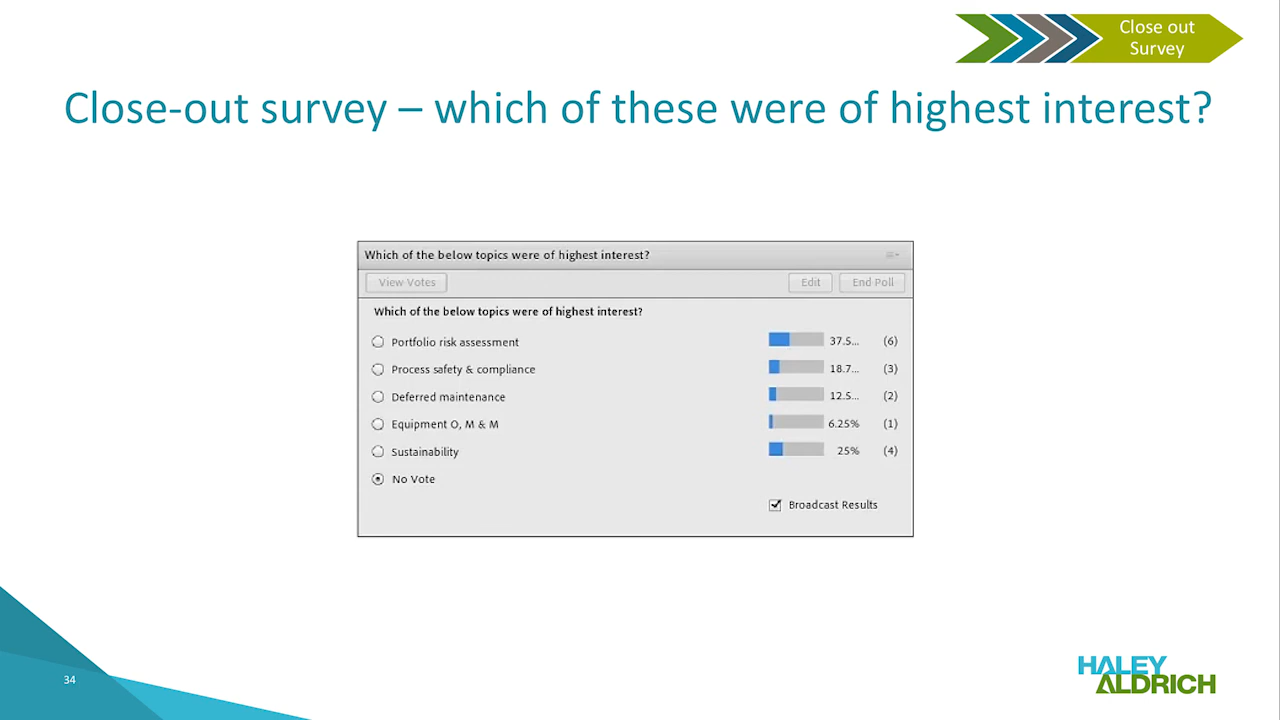 Close out
Survey
Close-out survey – which of these were of highest interest?
Which of the below topics were of highest interest?
View Votes
Edit
End Poll
Which of the below topics were of highest interest?
Portfolio risk assessment 37.5... (6)
Process safety & compliance 18.7... (3)
Deferred maintenance 12.5... (2)
Equipment O, M & M 6.25% (1)
Sustainability 25% (4)
No Vote
Broadcast Results
34
HALEY
ALDRICH